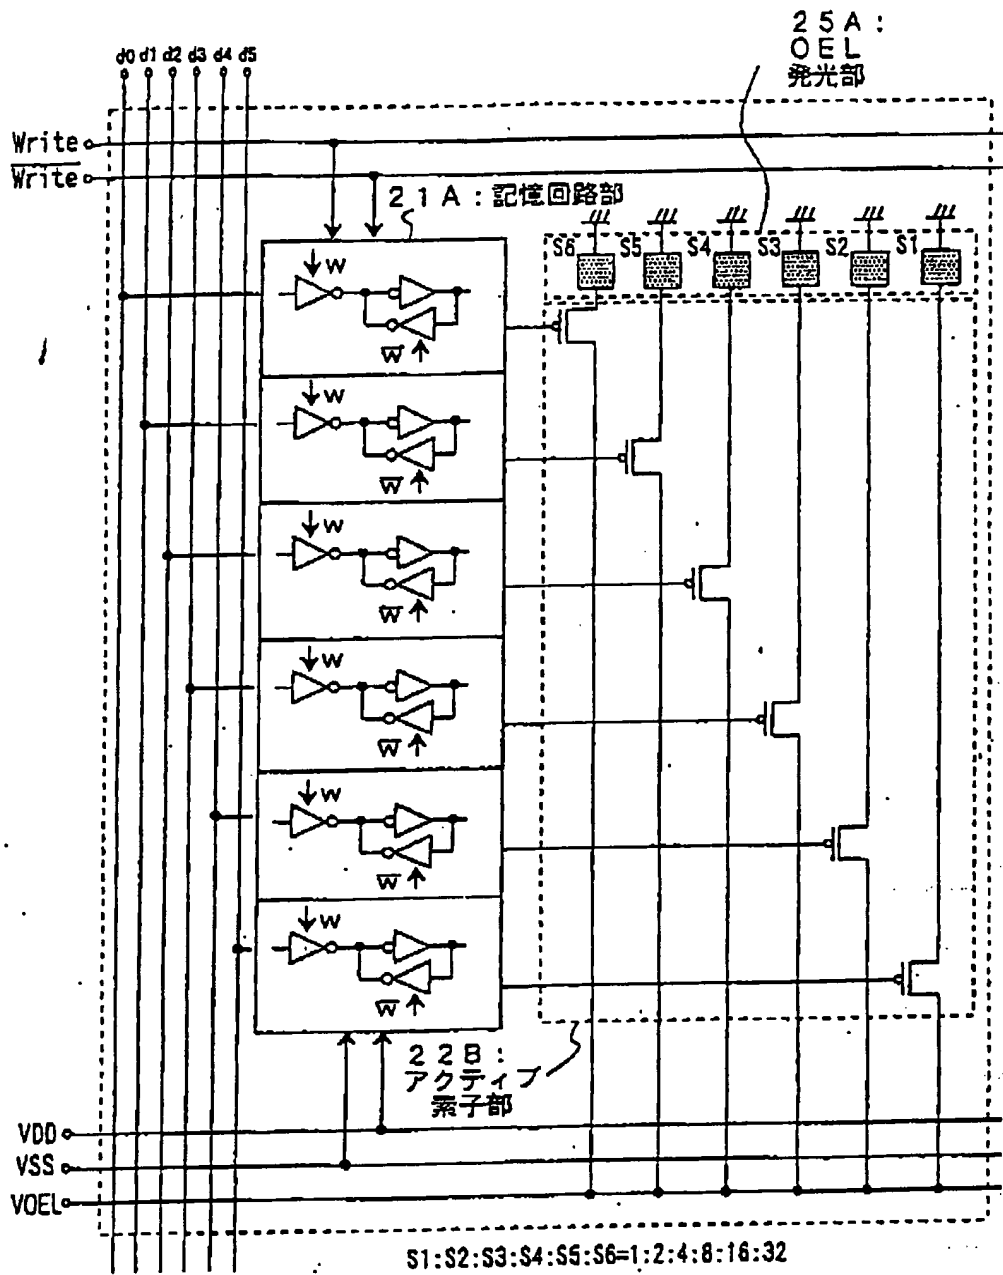 25A:
OEL
発光部
d0 d1 d2 d3 d4 d5
Write
Write
21A:記憶回路部
S6 S5 S4 S3 S2 S1
W
W
W
W
W
W
W
W
W
W
W
W
22B:
アクティブ
素子部
VDD
VSS
VOEL
S1:S2:S3:S4:S5:S6=1:2:4:8:16:32